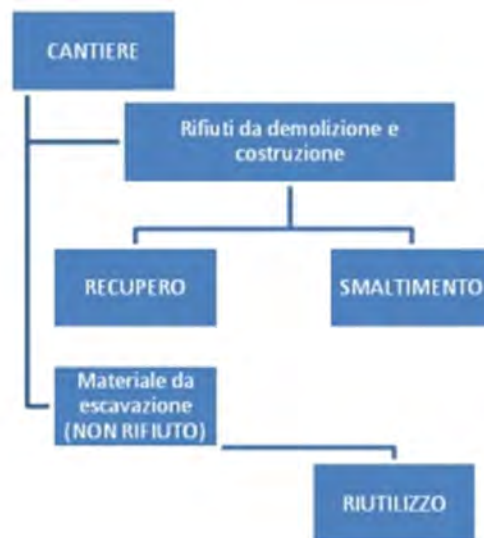 CANTIERE
Rifiuti da demolizione e
costruzione
RECUPERO
SMALTIMENTO
Materiale da
escavazione
(NON RIFIUTO)
RIUTILIZZO